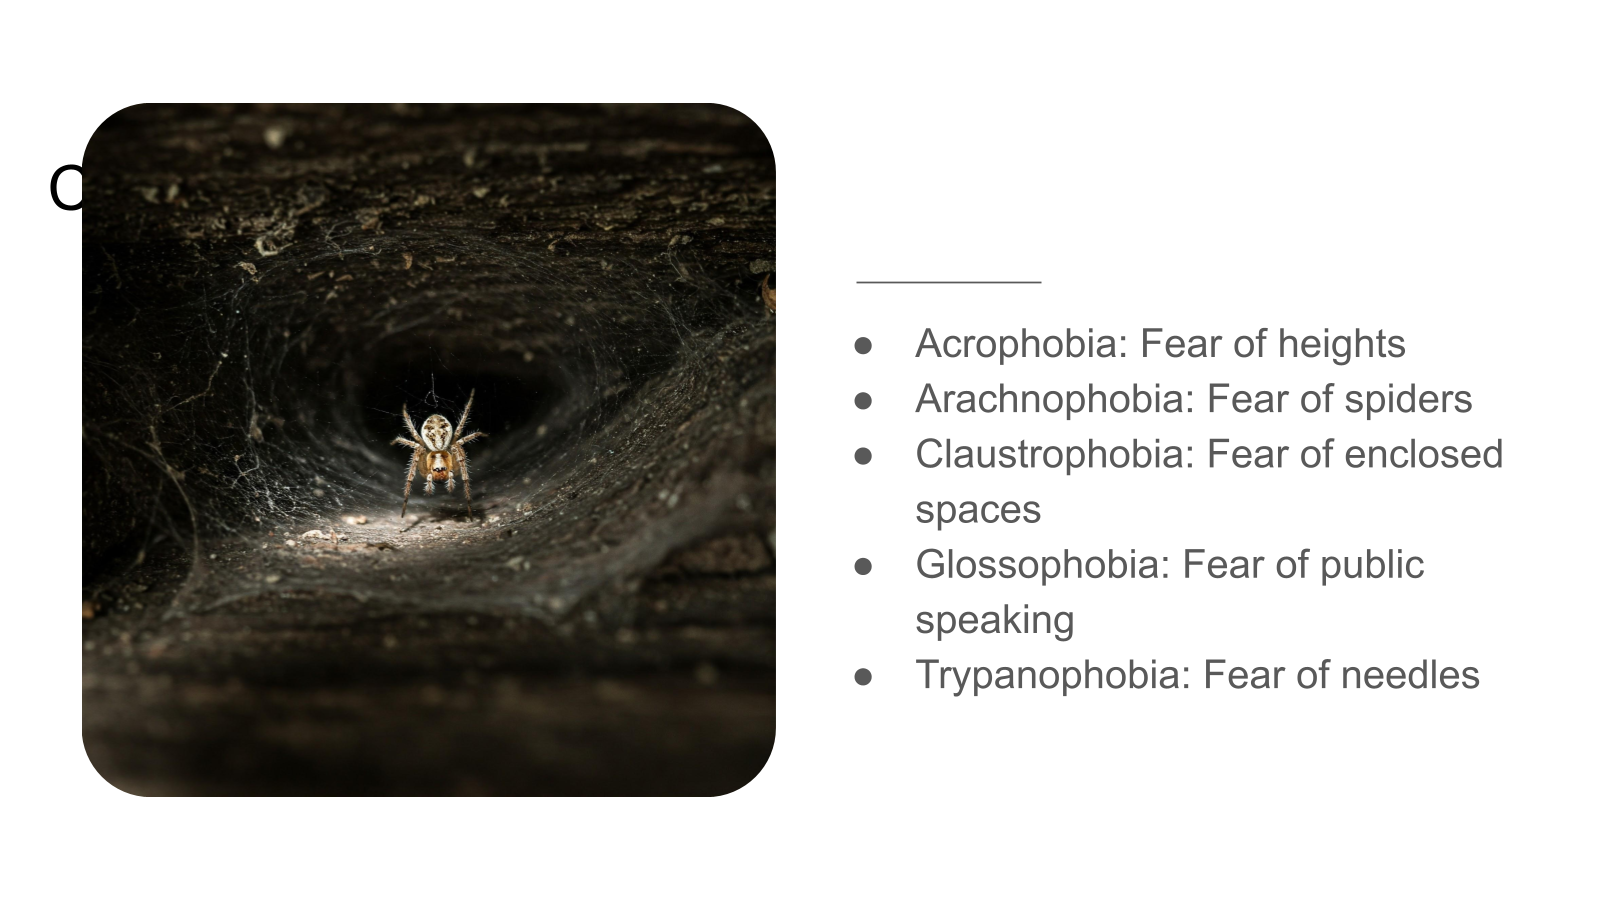 ● Acrophobia: Fear of heights
● Arachnophobia: Fear of spiders
● Claustrophobia: Fear of enclosed
spaces
● Glossophobia: Fear of public
speaking
● Trypanophobia: Fear of needles